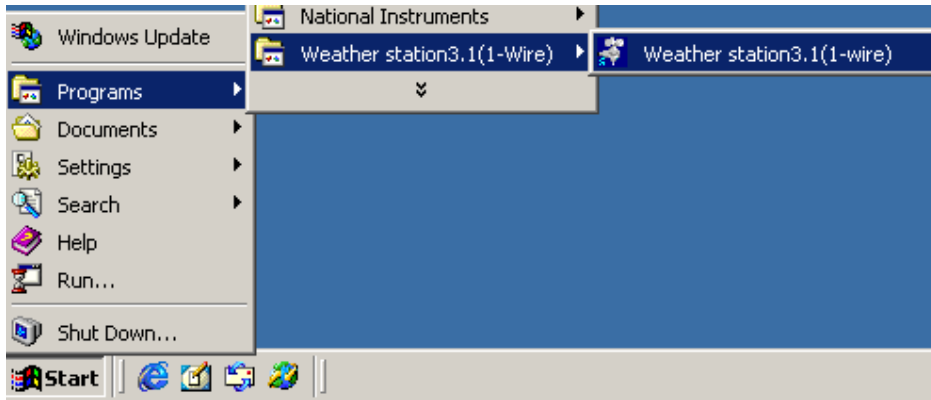 Windows Update
Programs
Documents
Settings
Search
Help
Run...
Shut Down...
Start
National Instruments
Weather station3.1(1-Wire)
Weather station3.1(1-wire)